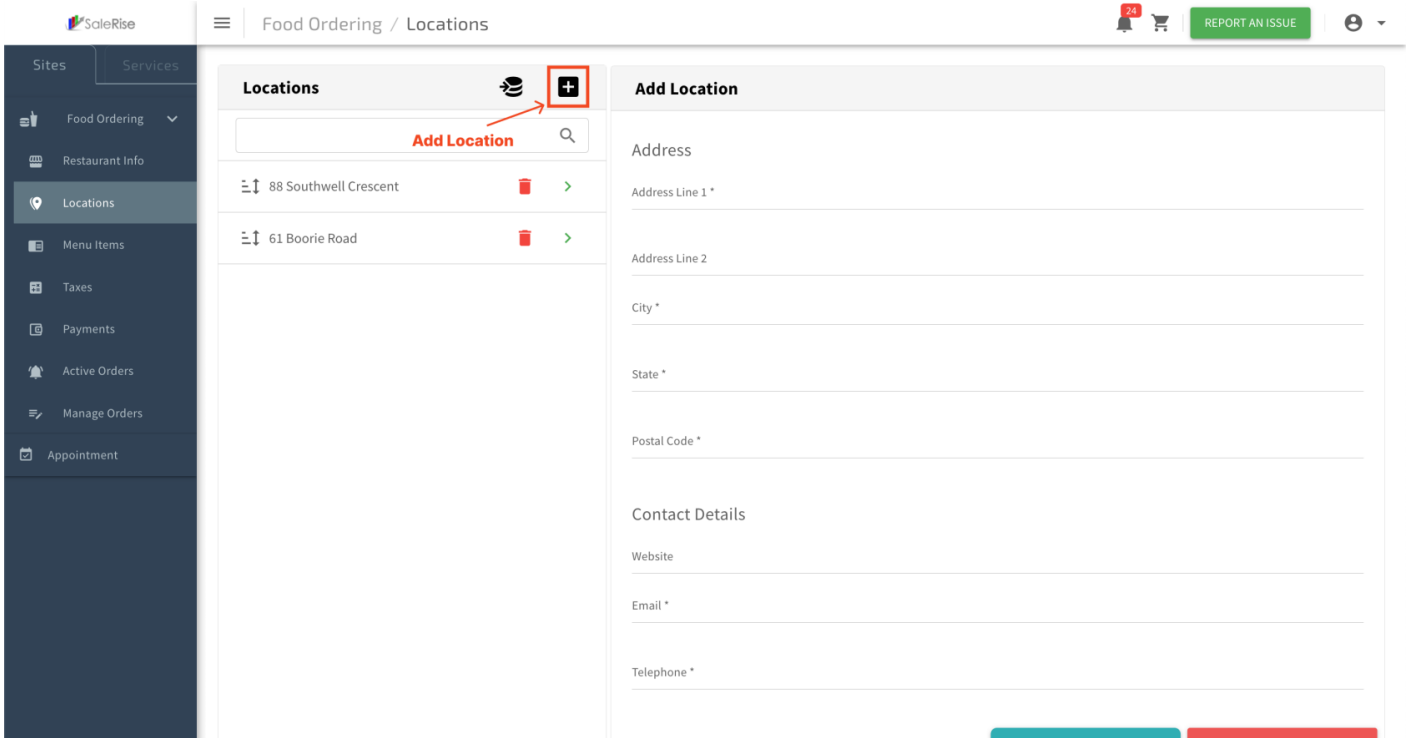 SaleRise
Food Ordering / Locations
24
REPORT AN ISSUE
Sites
Services
Food Ordering
Restaurant Info
Locations
Menu Items
Taxes
Payments
Active Orders
Manage Orders
Appointment
Locations
Add Location
88 Southwell Crescent
61 Boorie Road
Add Location
Address
Address Line 1 *
Address Line 2
City *
State *
Postal Code *
Contact Details
Website
Email *
Telephone *